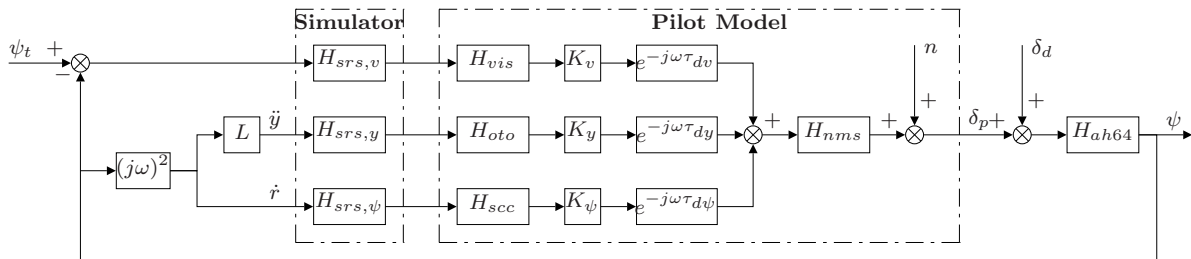 Simulator Pilot Model
ψ_t + − H_{srs,v} H_{vis} K_v e^{−jωτ_{dv}} n δ_d
+ +
L ÿ H_{srs,y} H_{oto} K_y e^{−jωτ_{dy}} + H_{nms} + δ_p + H_{ah64} ψ
(jω)^2
ṙ H_{srs,ψ} H_{scc} K_ψ e^{−jωτ_{dψ}}